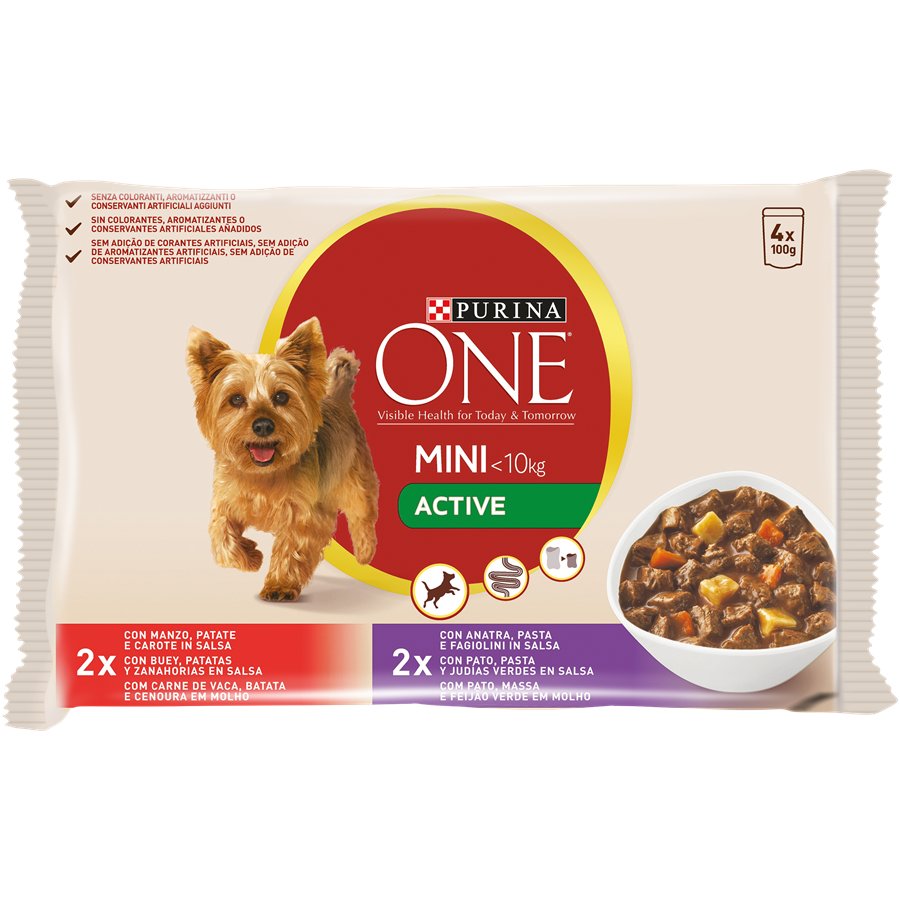 SENZA COLORANTI, AROMATIZZANTI O
CONSERVANTI ARTIFICIALI AGGIUNTI
SIN COLORANTES, AROMATIZANTES O
CONSERVANTES ARTIFICIALES AÑADIDOS
SEM ADIÇÃO DE CORANTES ARTIFICIAIS, SEM ADIÇÃO
DE AROMATIZANTES ARTIFICIAIS, SEM ADIÇÃO DE
CONSERVANTES ARTIFICIAIS
4x
100g
PURINA
ONE®
Visible Health for Today & Tomorrow
MINI <10kg
ACTIVE
2x
CON MANZO, PATATE
E CAROTE IN SALSA
CON BUEY, PATATAS
Y ZANAHORIAS EN SALSA
COM CARNE DE VACA, BATATA
E CENOURA EM MOLHO
2x
CON ANATRA, PASTA
E FAGIOLINI IN SALSA
CON PATO, PASTA
Y JUDÍAS VERDES EN SALSA
COM PATO, MASSA
E FEIJÃO VERDE EM MOLHO